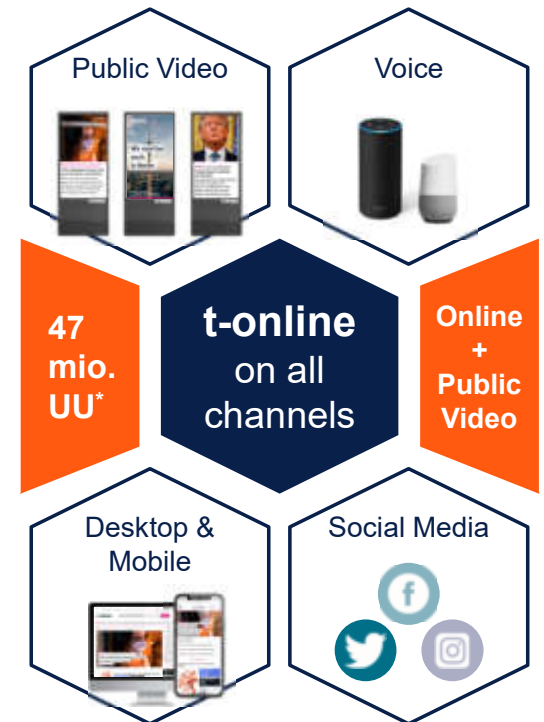 Public Video
Voice
47
mio.
UU*
t-online
on all
channels
Online
+
Public
Video
Desktop &
Mobile
Social Media